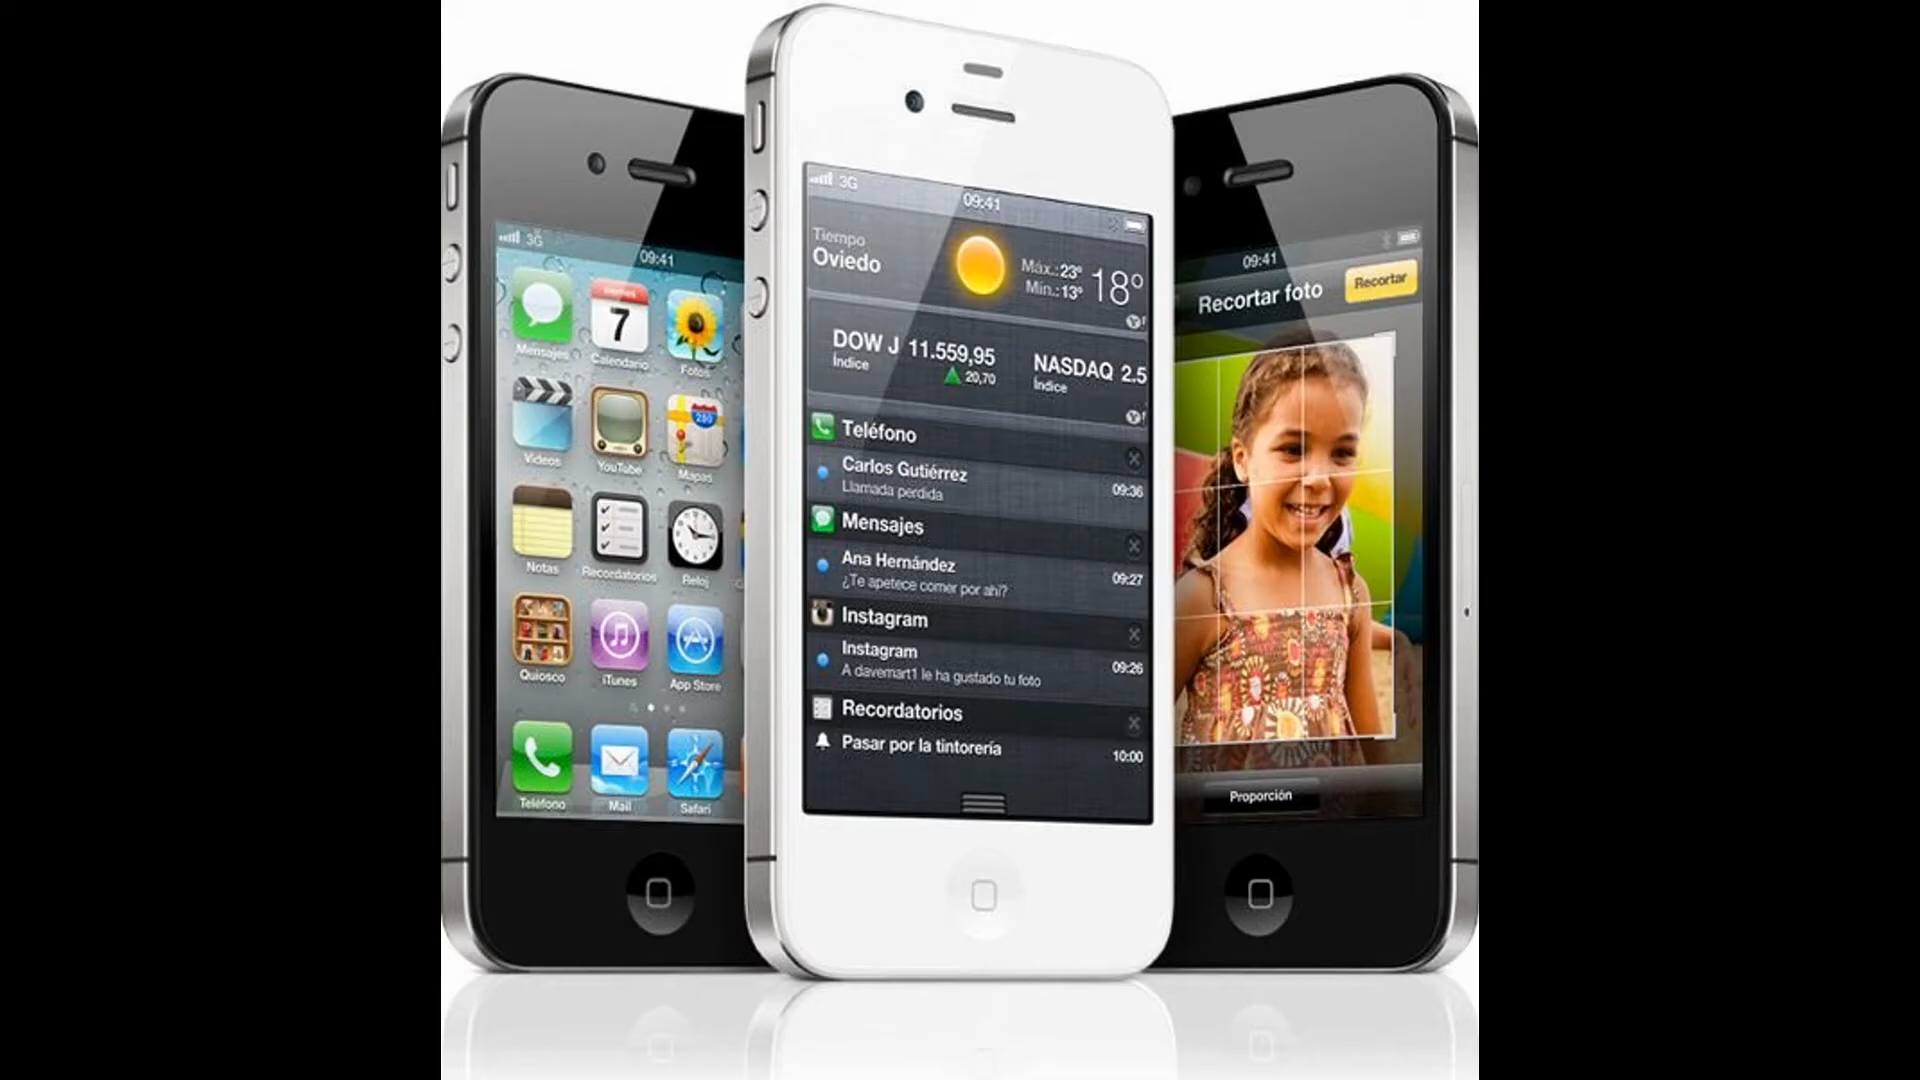 3G
09:41
Mensajes
7
Calendario
Fotos
Vídeos
YouTube
280
Mapas
Notas
Recordatorios
Reloj
Quiosco
iTunes
App Store
Teléfono
Mail
Safari
3G
09:41
Tiempo
Oviedo
Máx.: 23°
Mín.: 13°
18°
DOW J 11.559,95
Índice
20,70
NASDAQ 2.5
Índice
Teléfono
Carlos Gutiérrez
Llamada perdida
09:36
Mensajes
Ana Hernández
¿Te apetece comer por ahí?
09:27
Instagram
Instagram
A davemart1 le ha gustado tu foto
09:26
Recordatorios
Pasar por la tintorería
10:00
09:41
Recortar foto
Recortar
Proporción